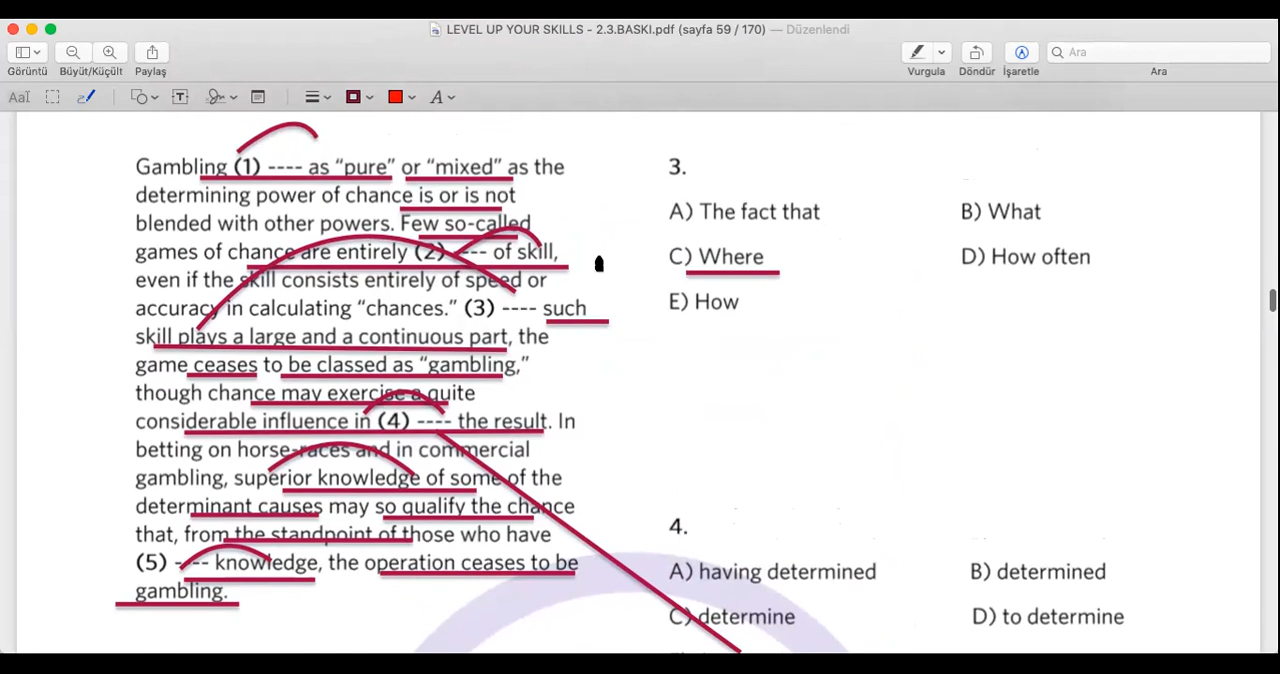 LEVEL UP YOUR SKILLS - 2.3.BASKI.pdf (sayfa 59 / 170) — Düzenlendi
Ara
Görüntü Büyüt/Küçült Paylaş Vurgula Döndür İşaretle Ara
Gambling (1) ---- as “pure” or “mixed” as the
determining power of chance is or is not
blended with other powers. Few so-called
games of chance are entirely (2) ---- of skill,
even if the skill consists entirely of speed or
accuracy in calculating “chances.” (3) ---- such
skill plays a large and a continuous part, the
game ceases to be classed as “gambling,”
though chance may exercise a quite
considerable influence in (4) ---- the result. In
betting on horse-races and in commercial
gambling, superior knowledge of some of the
determinant causes may so qualify the chance
that, from the standpoint of those who have
(5) ---- knowledge, the operation ceases to be
gambling.
3.
A) The fact that B) What
C) Where D) How often
E) How
4.
A) having determined B) determined
C) determine D) to determine